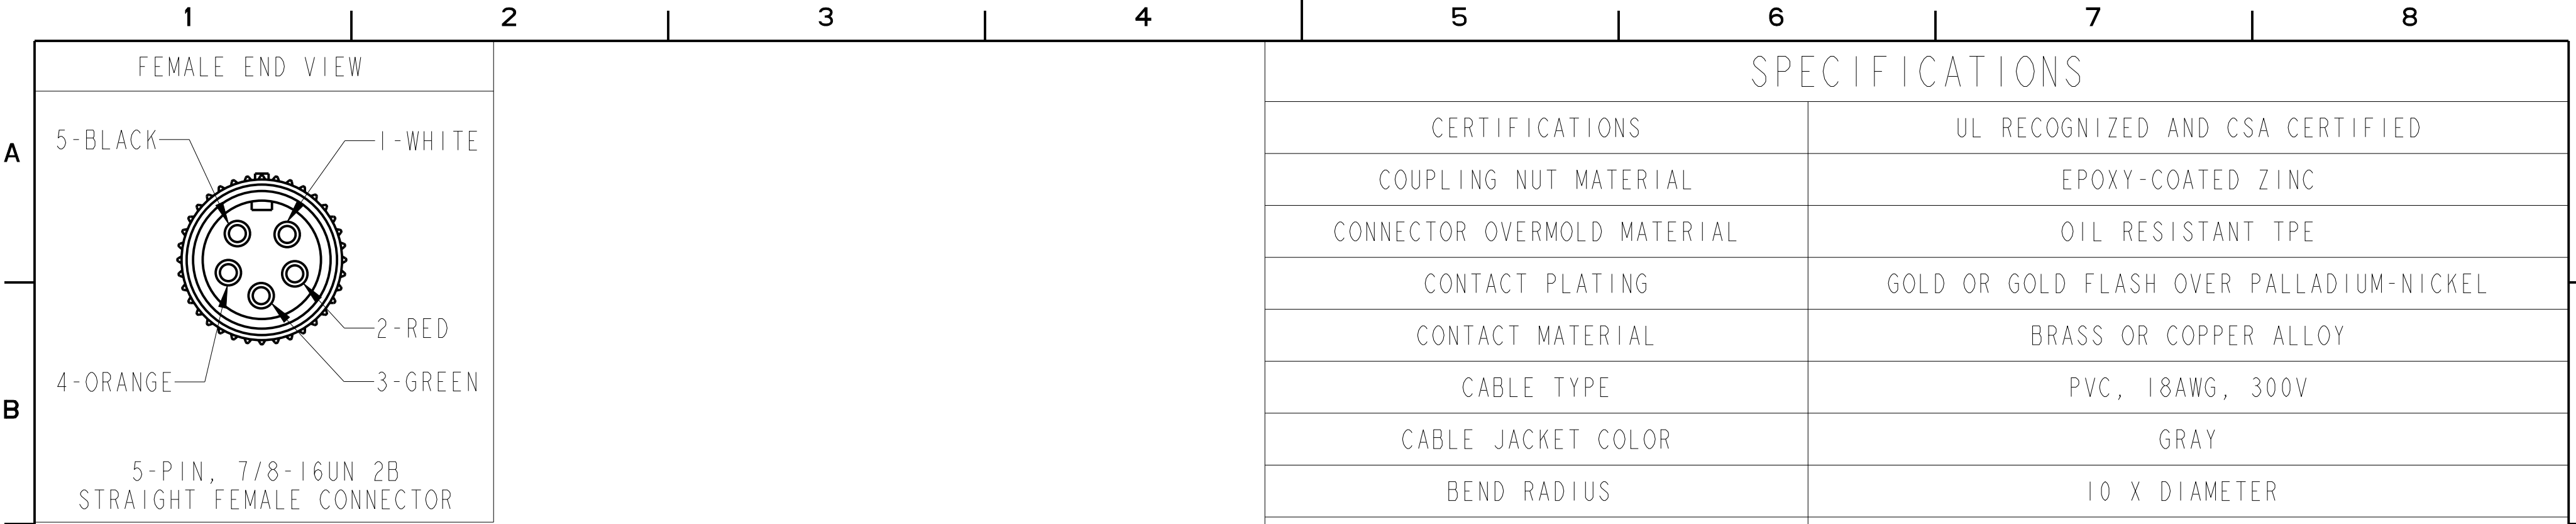 1 2 3 4 5 6 7 8
A
B
FEMALE END VIEW
5-BLACK
1-WHITE
2-RED
4-ORANGE
3-GREEN
5-PIN, 7/8-16UN 2B
STRAIGHT FEMALE CONNECTOR
SPECIFICATIONS
CERTIFICATIONS UL RECOGNIZED AND CSA CERTIFIED
COUPLING NUT MATERIAL EPOXY-COATED ZINC
CONNECTOR OVERMOLD MATERIAL OIL RESISTANT TPE
CONTACT PLATING GOLD OR GOLD FLASH OVER PALLADIUM-NICKEL
CONTACT MATERIAL BRASS OR COPPER ALLOY
CABLE TYPE PVC, 18AWG, 300V
CABLE JACKET COLOR GRAY
BEND RADIUS 10 X DIAMETER